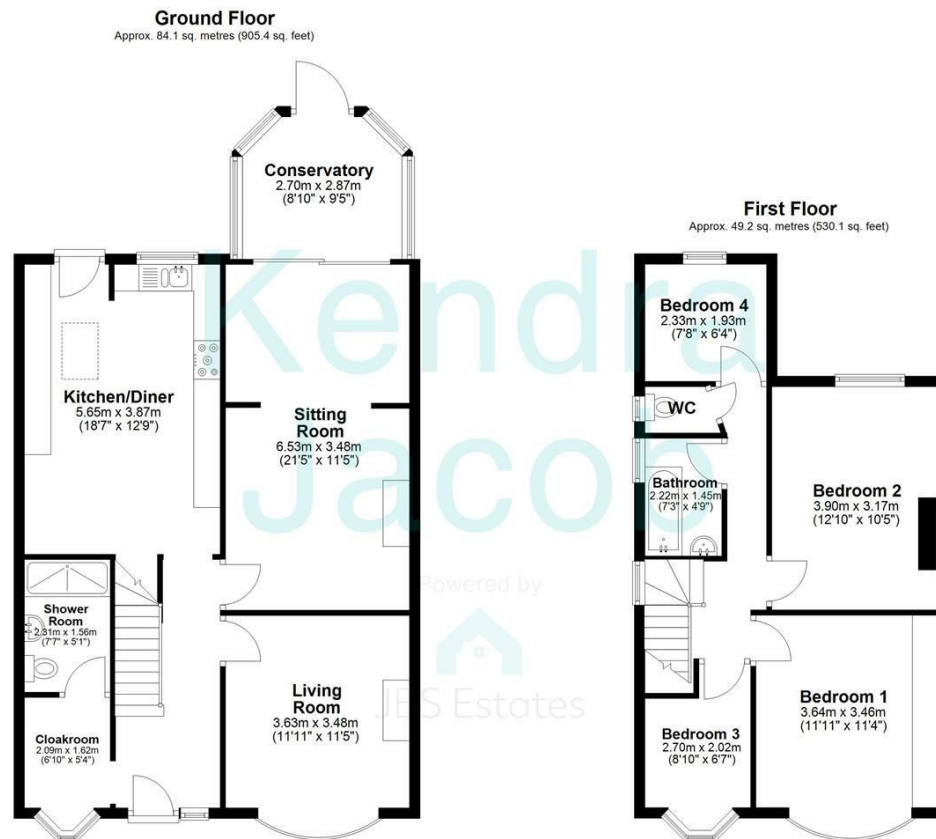 Ground Floor
Approx. 84.1 sq. metres (905.4 sq. feet)
Conservatory
2.70m x 2.87m
(8'10" x 9'5")
Kitchen/Diner
5.65m x 3.87m
(18'7" x 12'9")
Sitting
Room
6.53m x 3.48m
(21'5" x 11'5")
Shower
Room
2.31m x 1.56m
(7'7" x 5'1")
Cloakroom
2.09m x 1.62m
(6'10" x 5'4")
Living
Room
3.63m x 3.48m
(11'11" x 11'5")
First Floor
Approx. 49.2 sq. metres (530.1 sq. feet)
Bedroom 4
2.33m x 1.93m
(7'8" x 6'4")
WC
Bathroom
2.22m x 1.45m
(7'3" x 4'9")
Bedroom 2
3.90m x 3.17m
(12'10" x 10'5")
Bedroom 3
2.70m x 2.02m
(8'10" x 6'7")
Bedroom 1
3.64m x 3.46m
(11'11" x 11'4")
Kendra
Jacob
Powered by
JBS Estates